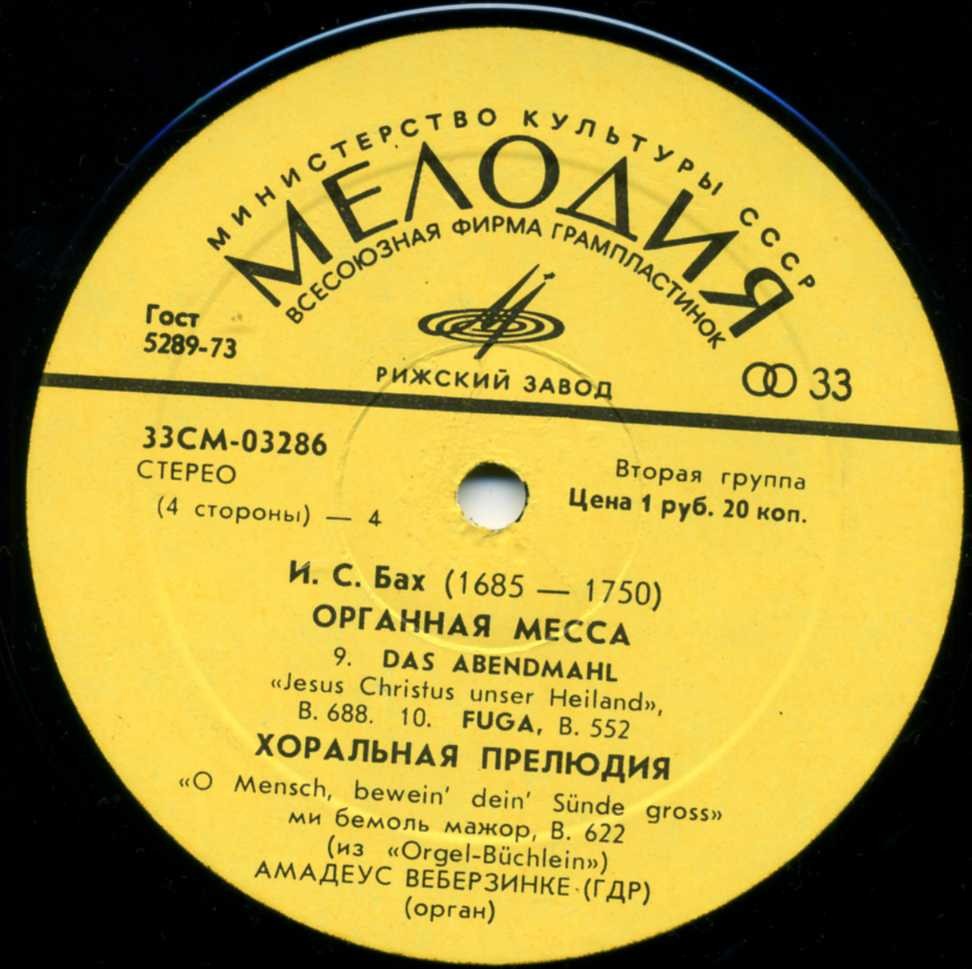 МИНИСТЕРСТВО КУЛЬТУРЫ СССР
МЕЛОДИЯ
ВСЕСОЮЗНАЯ ФИРМА ГРАМПЛАСТИНОК
Гост
5289-73
РИЖСКИЙ ЗАВОД
33
33СМ-03286
СТЕРЕО
(4 стороны) — 4
Вторая группа
Цена 1 руб. 20 коп.
И. С. Бах (1685 — 1750)
ОРГАННАЯ МЕССА
9. DAS ABENDMAHL
«Jesus Christus unser Heiland»,
B. 688. 10. FUGA, B. 552
ХОРАЛЬНАЯ ПРЕЛЮДИЯ
«O Mensch, bewein' dein' Sünde gross»
ми бемоль мажор, B. 622
(из «Orgel-Büchlein»)
АМАДЕУС ВЕБЕРЗИНКЕ (ГДР)
(орган)